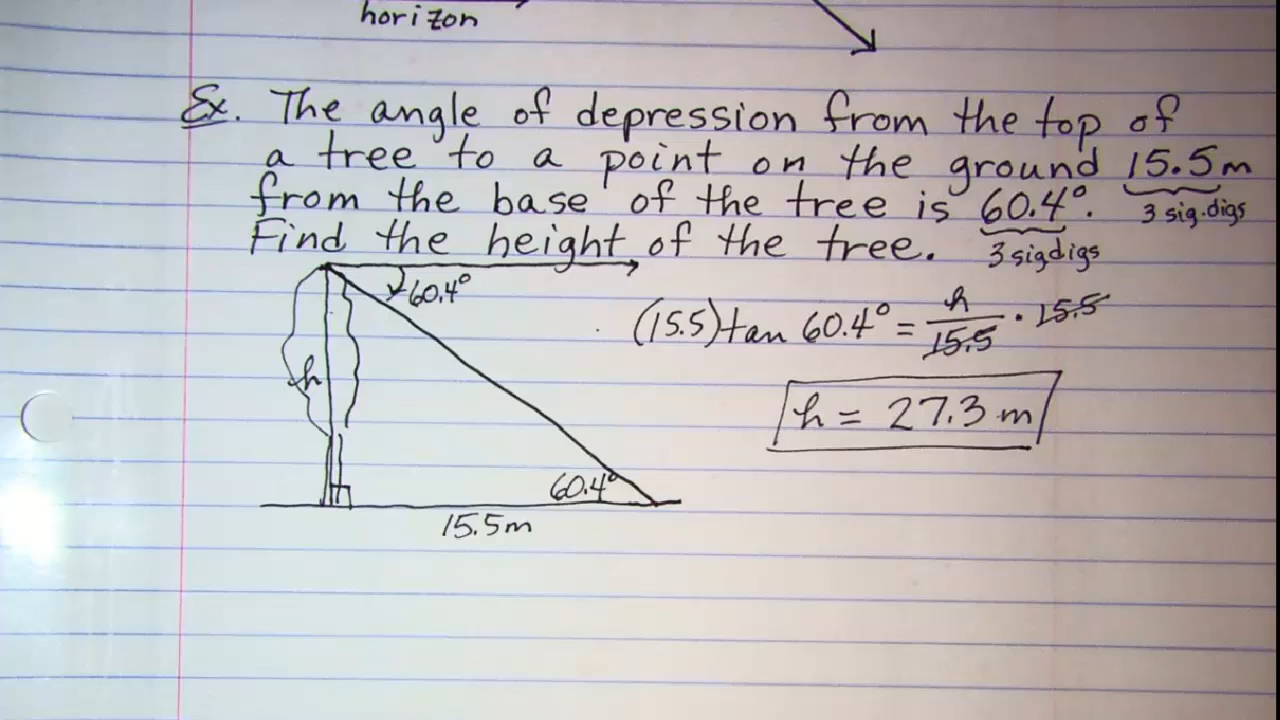 horizon
Ex. The angle of depression from the top of
a tree to a point on the ground 15.5m
from the base of the tree is 60.4°.
3 sig.digs
Find the height of the tree.
3 sigdigs
60.4°
(15.5)tan 60.4° = h/15.5 · 15.5
h
h = 27.3 m
60.4°
15.5m